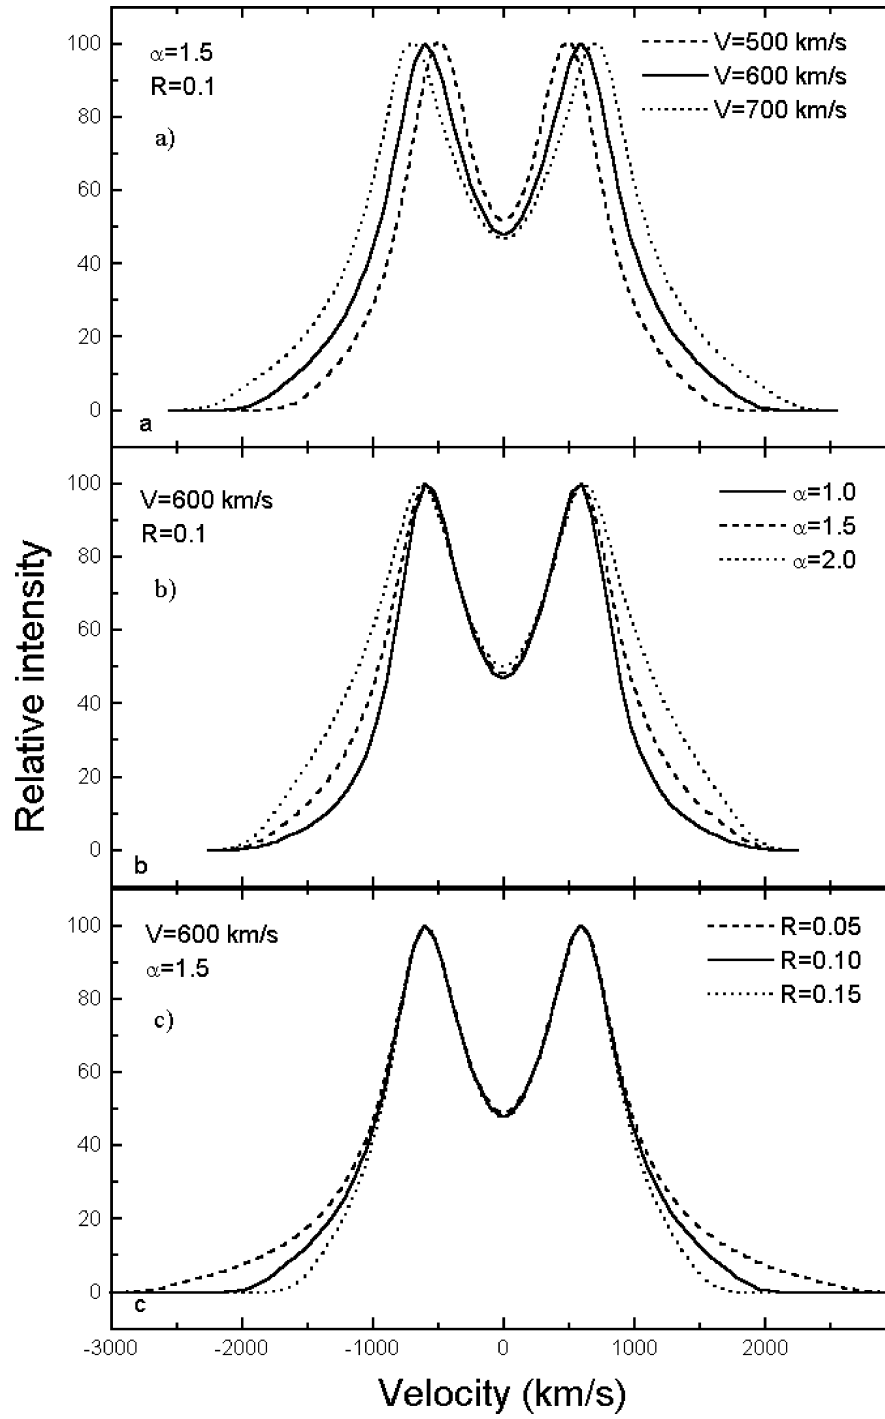 α=1.5
R=0.1
a)
V=500 km/s
V=600 km/s
V=700 km/s
100
80
60
40
20
0
a
V=600 km/s
R=0.1
b)
α=1.0
α=1.5
α=2.0
100
80
60
40
20
0
b
V=600 km/s
α=1.5
c)
R=0.05
R=0.10
R=0.15
100
80
60
40
20
0
c
-3000 -2000 -1000 0 1000 2000
Relative intensity
Velocity (km/s)